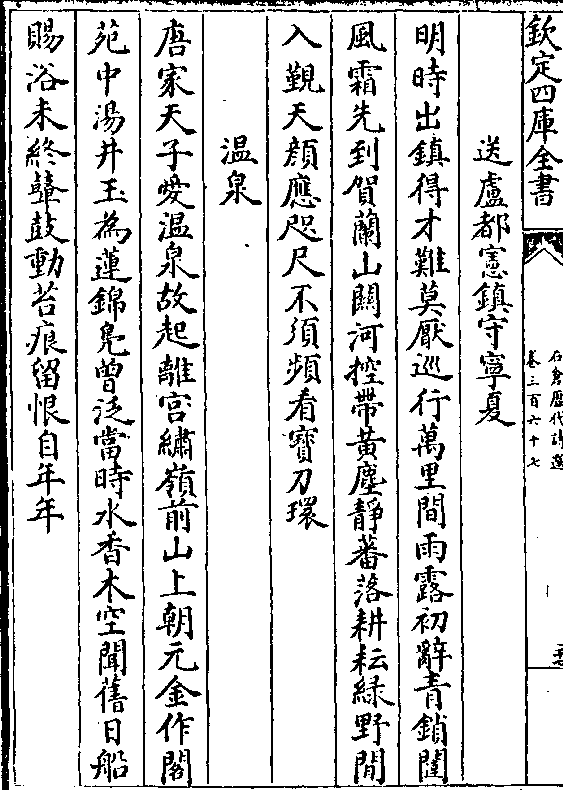 欽定四庫全書
石倉歷代詩選
卷三百六十七
送盧都憲鎮守寧夏
明時出鎮得才難莫厭巡行萬里間雨露初辭青鎖闥
風霜先到賀蘭山關河控帶黃塵靜蕃落耕耘緑野閒
入覲天顔應咫尺不須頻看寶刀環
温泉
唐家天子愛温泉故起離宮繡嶺前山上朝元金作閣
苑中湯井玉為蓮錦鳧曾泛當時水香木空聞舊日船
賜浴未終鼙鼓動苔痕留恨自年年